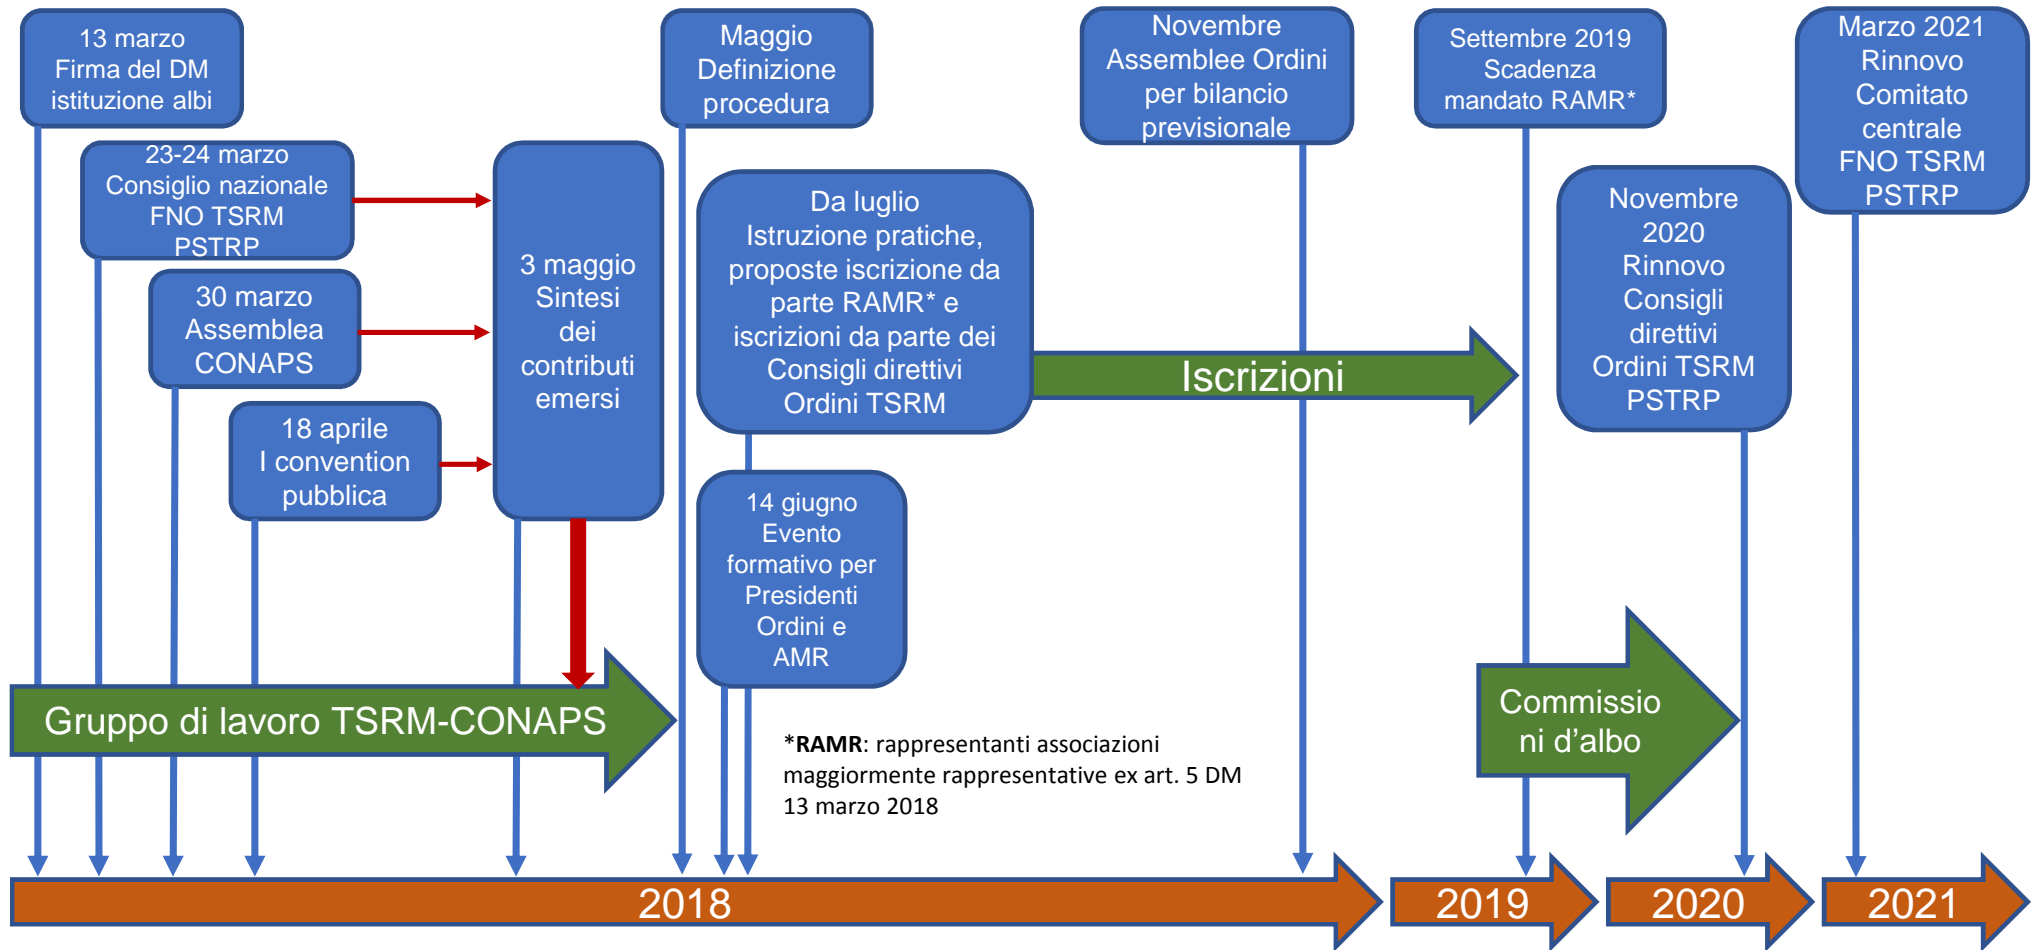 13 marzo
Firma del DM
istituzione albi
23-24 marzo
Consiglio nazionale
FNO TSRM
PSTRP
30 marzo
Assemblea
CONAPS
18 aprile
I convention
pubblica
3 maggio
Sintesi
dei
contributi
emersi
Maggio
Definizione
procedura
Da luglio
Istruzione pratiche,
proposte iscrizione da
parte RAMR* e
iscrizioni da parte dei
Consigli direttivi
Ordini TSRM
14 giugno
Evento
formativo per
Presidenti
Ordini e
AMR
Novembre
Assemblee Ordini
per bilancio
previsionale
Settembre 2019
Scadenza
mandato RAMR*
Novembre
2020
Rinnovo
Consigli
direttivi
Ordini TSRM
PSTRP
Marzo 2021
Rinnovo
Comitato
centrale
FNO TSRM
PSTRP
Iscrizioni
Gruppo di lavoro TSRM-CONAPS
Commissio
ni d'albo
*RAMR: rappresentanti associazioni
maggiormente rappresentative ex art. 5 DM
13 marzo 2018
2018
2019
2020
2021